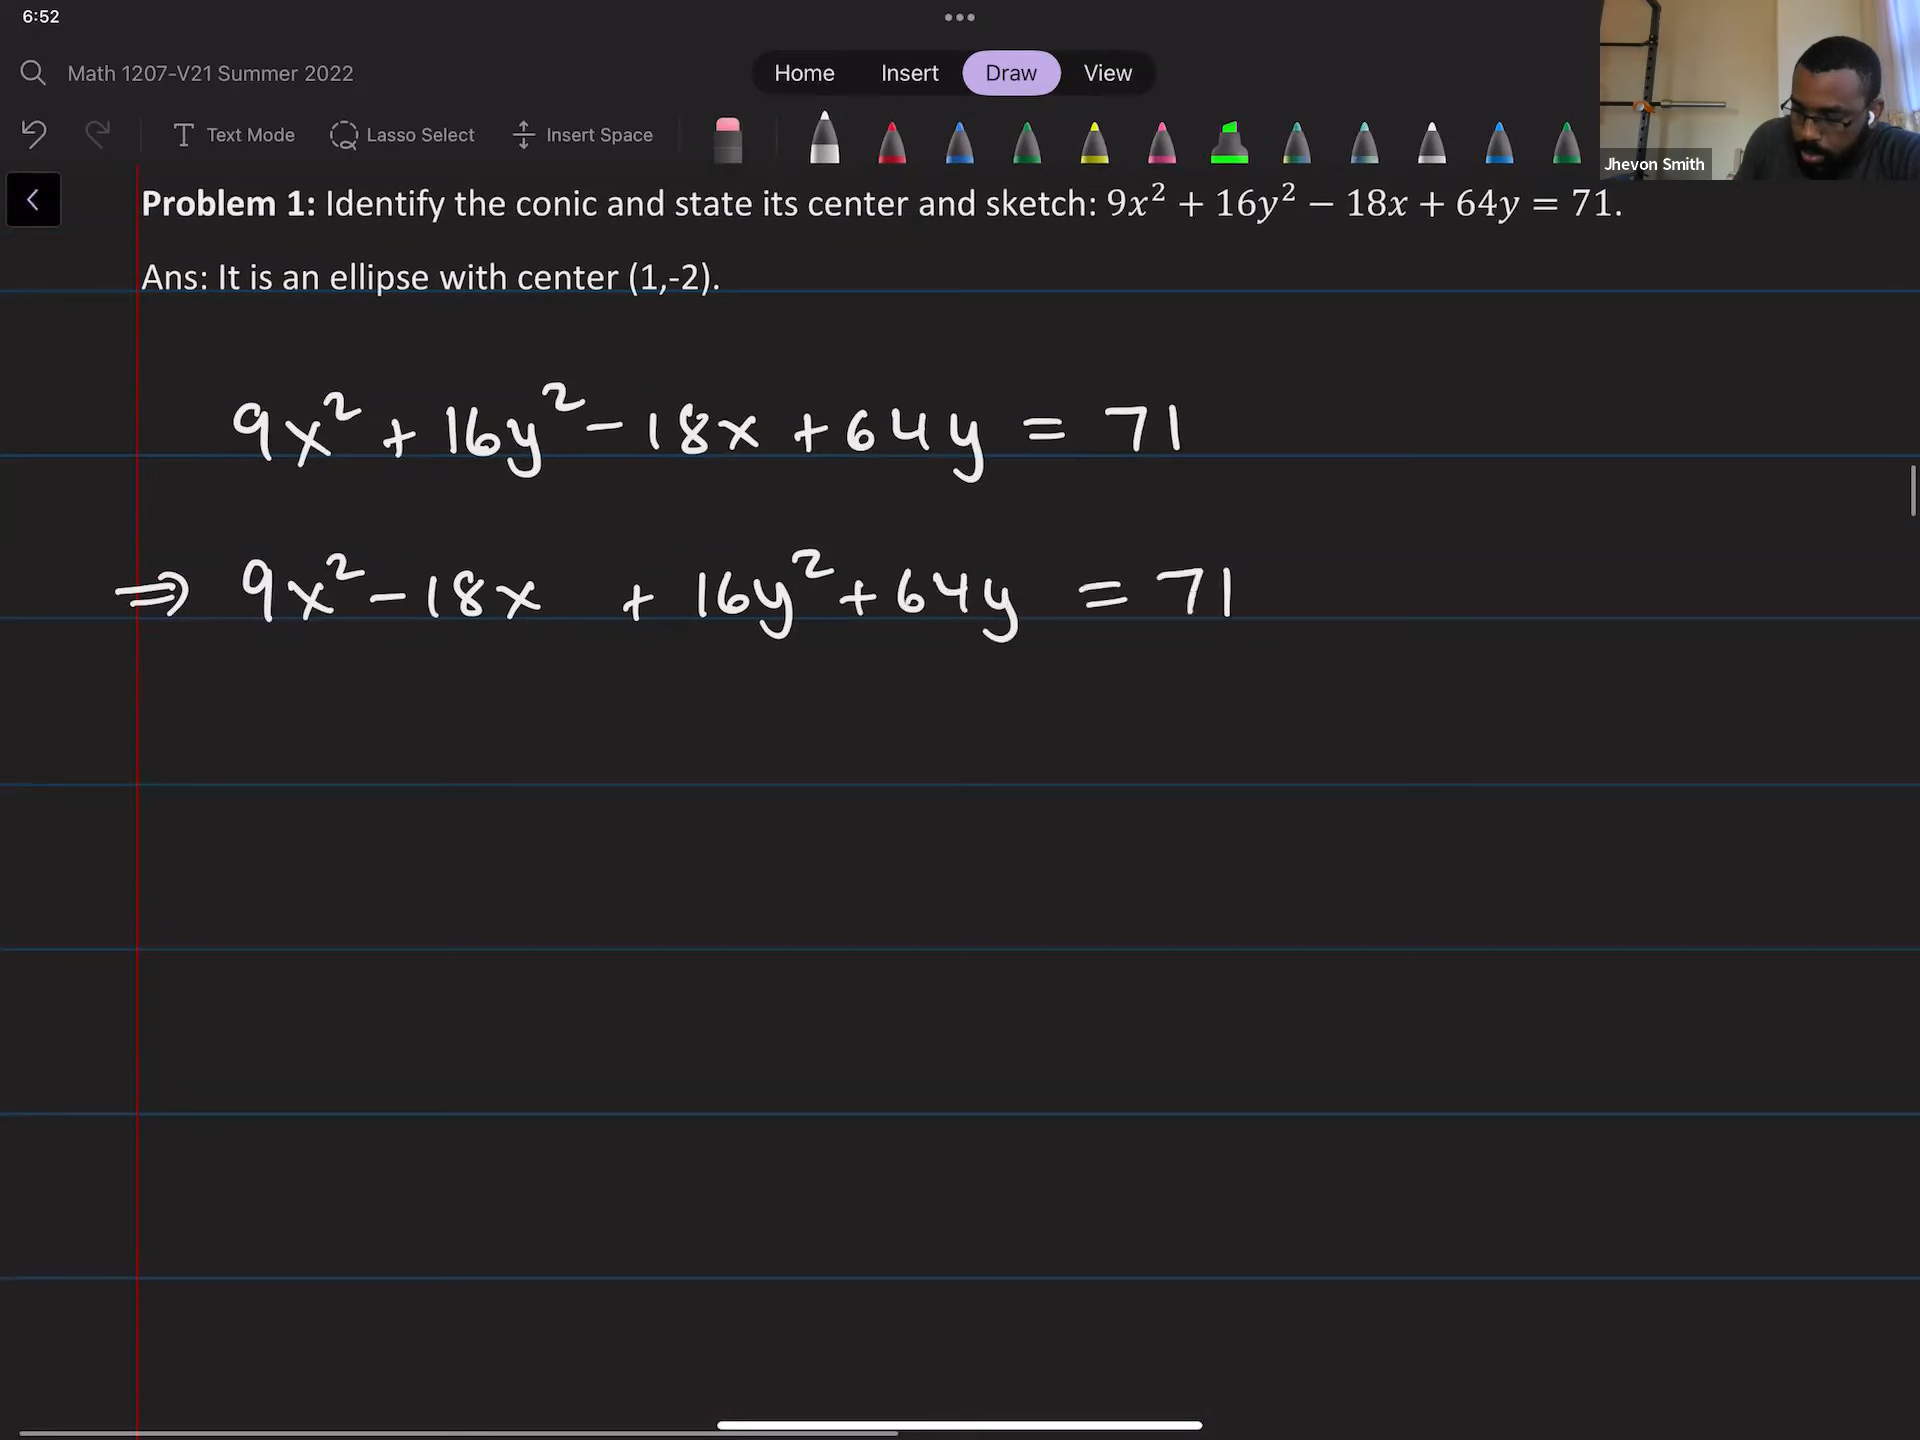 6:52
Math 1207-V21 Summer 2022
Home Insert Draw View
Text Mode Lasso Select Insert Space
Jhevon Smith
Problem 1: Identify the conic and state its center and sketch: 9x² + 16y² − 18x + 64y = 71.
Ans: It is an ellipse with center (1,-2).
9x² + 16y² − 18x + 64y = 71
⇒ 9x² − 18x + 16y² + 64y = 71